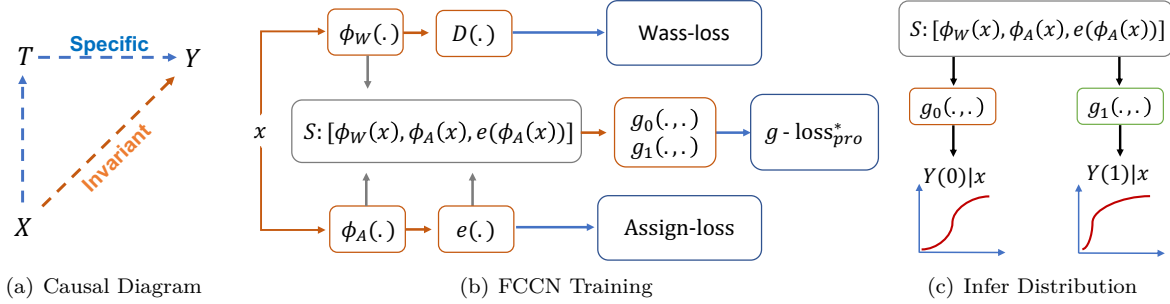 Specific
T
Y
Invariant
X
(a) Causal Diagram
x
ϕ_W(.)
D(.)
Wass-loss
S:[ϕ_W(x), ϕ_A(x), e(ϕ_A(x))]
g_0(.,.)
g_1(.,.)
g - loss*_pro
ϕ_A(.)
e(.)
Assign-loss
(b) FCCN Training
S:[ϕ_W(x), ϕ_A(x), e(ϕ_A(x))]
g_0(.,.)
g_1(.,.)
Y(0)|x
Y(1)|x
(c) Infer Distribution